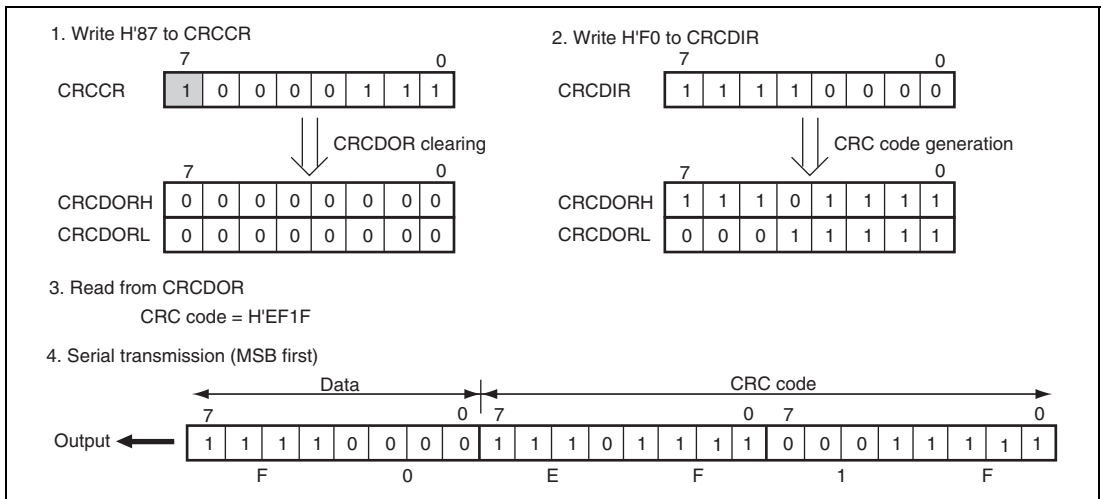 1. Write H'87 to CRCCR
7 0
CRCCR 1 0 0 0 0 1 1 1
CRCDOR clearing
7 0
CRCDORH 0 0 0 0 0 0 0 0
CRCDORL 0 0 0 0 0 0 0 0
2. Write H'F0 to CRCDIR
7 0
CRCDIR 1 1 1 1 0 0 0 0
CRC code generation
7 0
CRCDORH 1 1 1 0 1 1 1 1
CRCDORL 0 0 0 1 1 1 1 1
3. Read from CRCDOR
CRC code = H'EF1F
4. Serial transmission (MSB first)
Data CRC code
7 0 7 0 7 0
Output 1 1 1 1 0 0 0 0 1 1 1 0 1 1 1 1 0 0 0 1 1 1 1 1
F 0 E F 1 F